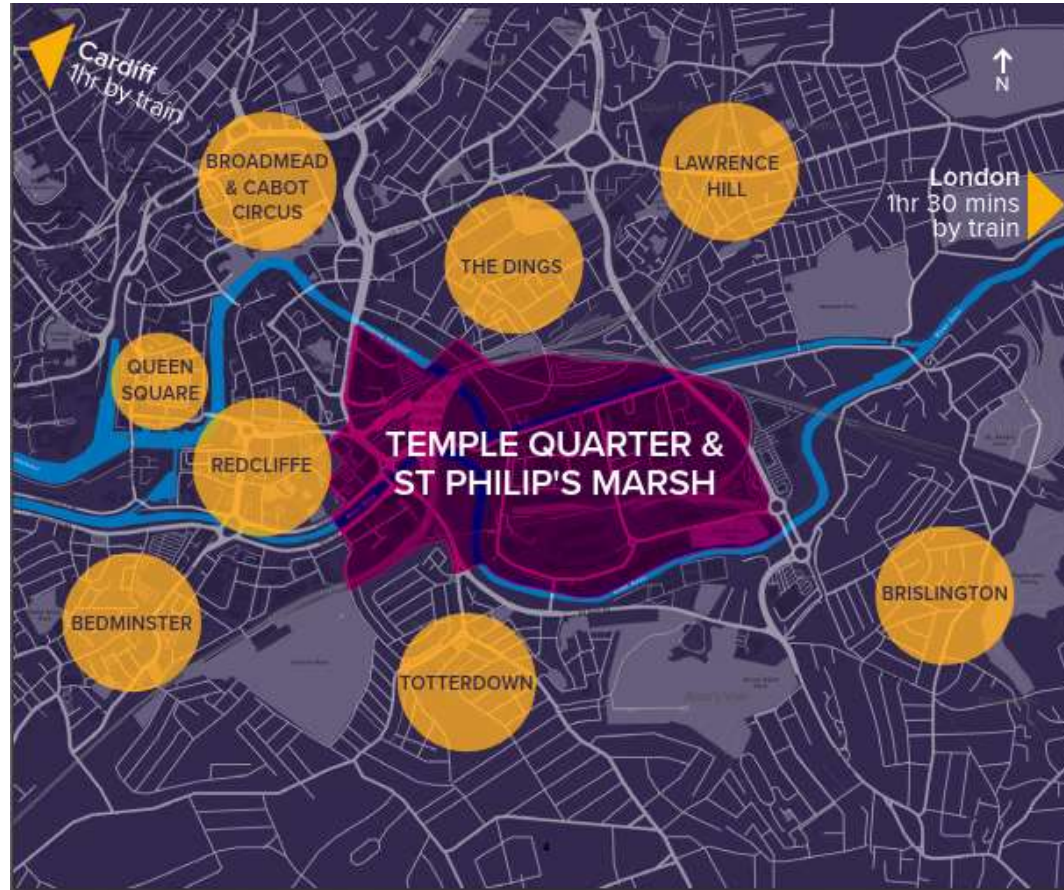 Cardiff
1hr by train
N
BROADMEAD
& CABOT
CIRCUS
LAWRENCE
HILL
London
1hr 30 mins
by train
THE DINGS
QUEEN
SQUARE
REDCLIFFE
TEMPLE QUARTER &
ST PHILIP'S MARSH
BEDMINSTER
BRISLINGTON
TOTTERDOWN
4